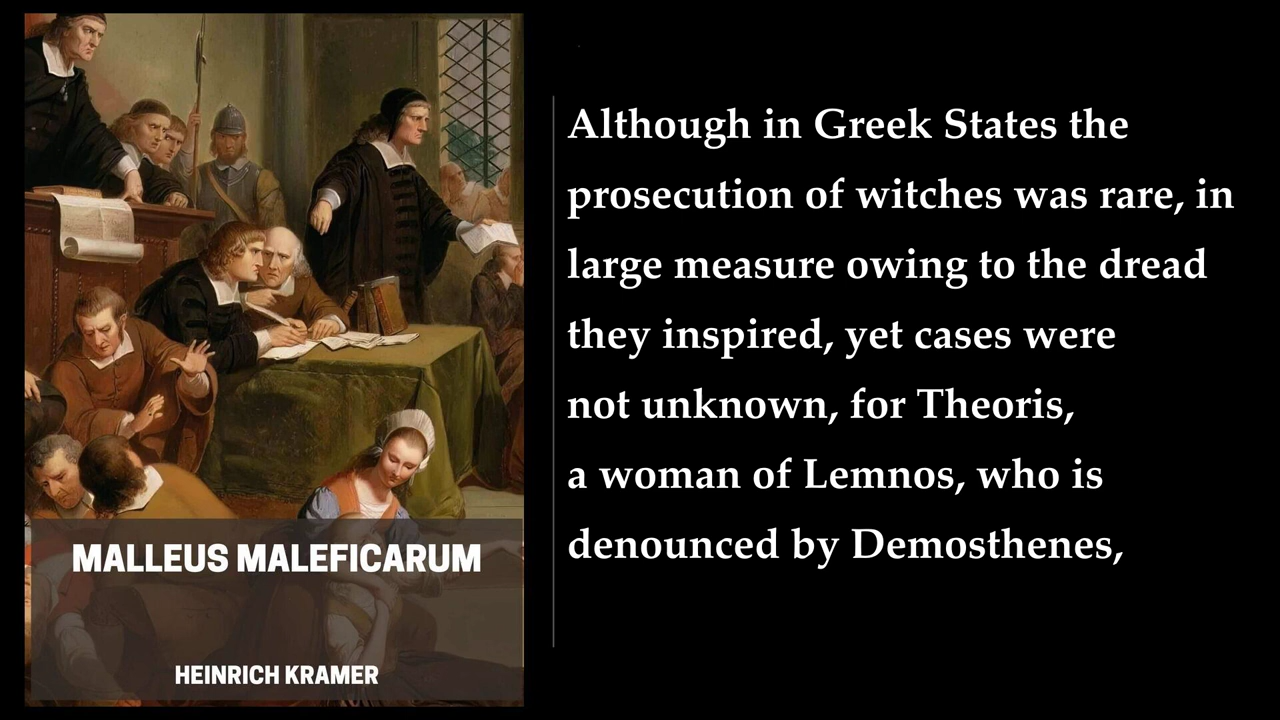 MALLEUS MALEFICARUM
HEINRICH KRAMER
Although in Greek States the
prosecution of witches was rare, in
large measure owing to the dread
they inspired, yet cases were
not unknown, for Theoris,
a woman of Lemnos, who is
denounced by Demosthenes,